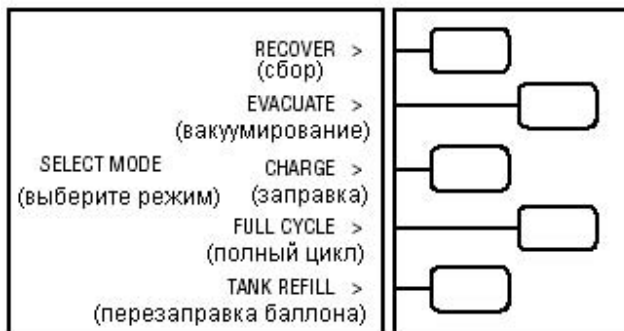 RECOVER >
(сбор)
EVACUATE >
(вакуумирование)
SELECT MODE CHARGE >
(выберите режим) (заправка)
FULL CYCLE >
(полный цикл)
TANK REFILL >
(перезаправка баллона)